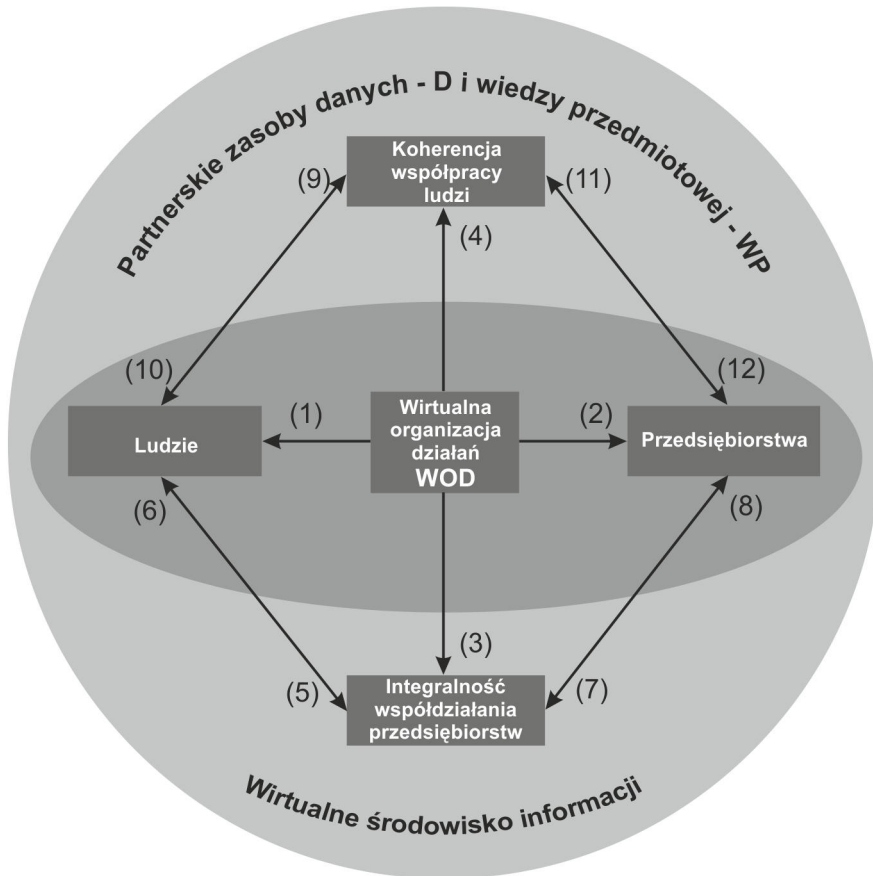 Partnerskie zasoby danych - D i wiedzy przedmiotowej - WP
Koherencja
współpracy
ludzi
(9)
(11)
(4)
(10)
(12)
(1)
(2)
Ludzie
Wirtualna
organizacja
działań
WOD
Przedsiębiorstwa
(6)
(8)
(3)
(5)
(7)
Integralność
współdziałania
przedsiębiorstw
Wirtualne środowisko informacji